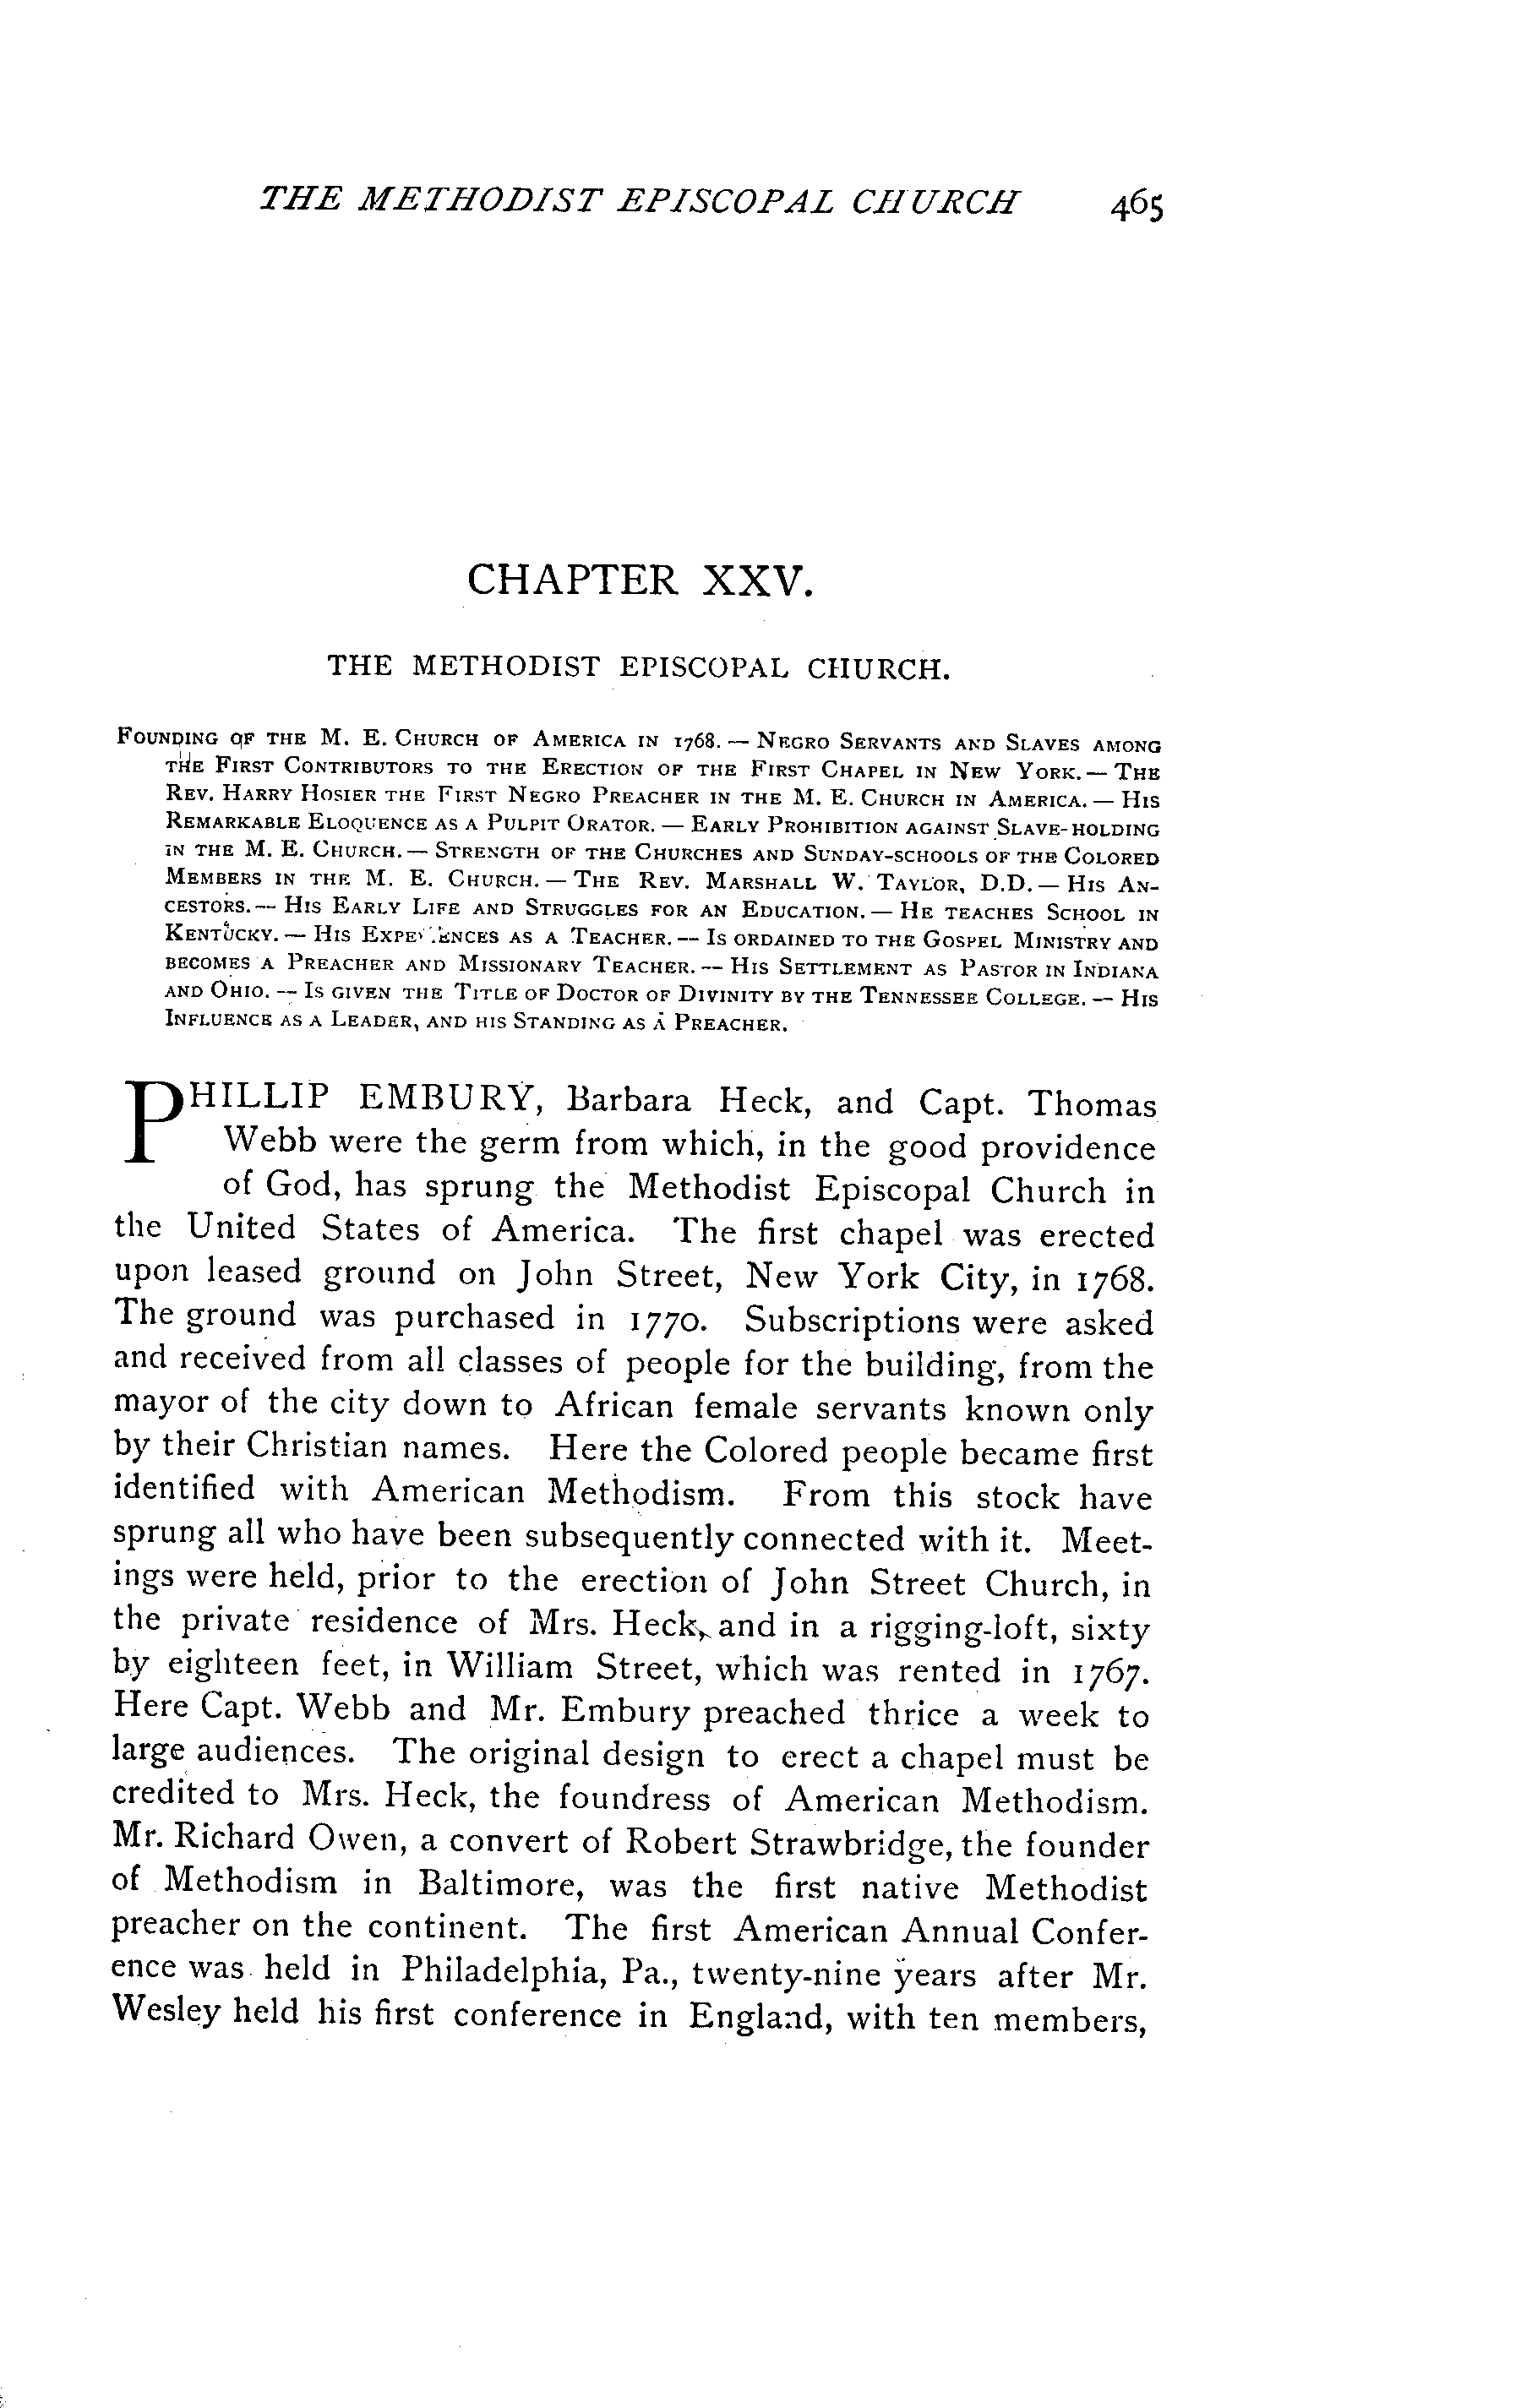 THE METHODIST EPISCOPAL CHURCH 465
CHAPTER XXV.
THE METHODIST EPISCOPAL CHURCH.
Founding of the M. E. Church of America in 1768. — Negro Servants and Slaves among
the First Contributors to the Erection of the First Chapel in New York. — The
Rev. Harry Hosier the First Negro Preacher in the M. E. Church in America. — His
Remarkable Eloquence as a Pulpit Orator. — Early Prohibition against Slave-holding
in the M. E. Church. — Strength of the Churches and Sunday-schools of the Colored
Members in the M. E. Church. — The Rev. Marshall W. Taylor, D.D. — His An-
cestors. — His Early Life and Struggles for an Education. — He teaches School in
Kentucky. — His Experiences as a Teacher. — Is ordained to the Gospel Ministry and
becomes a Preacher and Missionary Teacher. — His Settlement as Pastor in Indiana
and Ohio. — Is given the Title of Doctor of Divinity by the Tennessee College. — His
Influence as a Leader, and his Standing as a Preacher.
PHILLIP EMBURY, Barbara Heck, and Capt. Thomas
Webb were the germ from which, in the good providence
of God, has sprung the Methodist Episcopal Church in
the United States of America. The first chapel was erected
upon leased ground on John Street, New York City, in 1768.
The ground was purchased in 1770. Subscriptions were asked
and received from all classes of people for the building, from the
mayor of the city down to African female servants known only
by their Christian names. Here the Colored people became first
identified with American Methodism. From this stock have
sprung all who have been subsequently connected with it. Meet-
ings were held, prior to the erection of John Street Church, in
the private residence of Mrs. Heck, and in a rigging-loft, sixty
by eighteen feet, in William Street, which was rented in 1767.
Here Capt. Webb and Mr. Embury preached thrice a week to
large audiences. The original design to erect a chapel must be
credited to Mrs. Heck, the foundress of American Methodism.
Mr. Richard Owen, a convert of Robert Strawbridge, the founder
of Methodism in Baltimore, was the first native Methodist
preacher on the continent. The first American Annual Confer-
ence was held in Philadelphia, Pa., twenty-nine years after Mr.
Wesley held his first conference in England, with ten members,